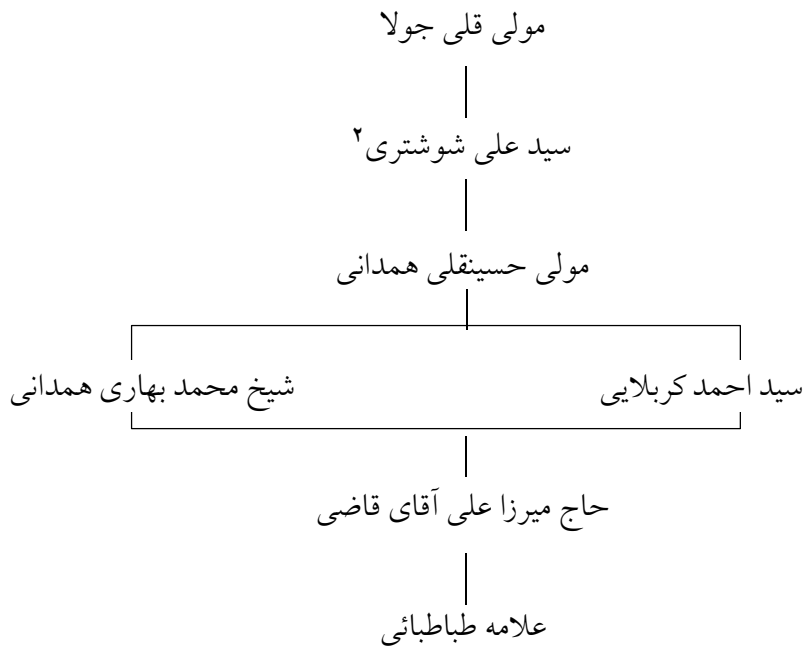 مولی قلی جولا
سید علی شوشتری۲
مولی حسینقلی همدانی
سید احمد کربلایی
شیخ محمد بهاری همدانی
حاج میرزا علی آقای قاضی
علامه طباطبائی